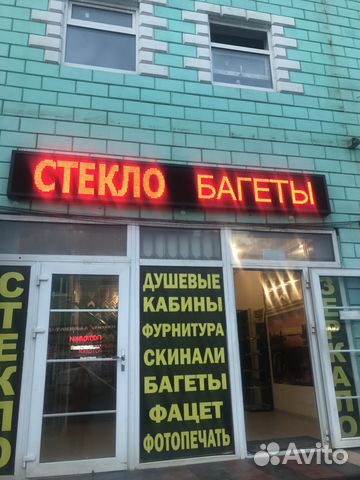 СТЕКЛО БАГЕТЫ
СТЕКЛО
ДУШЕВЫЕ
КАБИНЫ
ФУРНИТУРА
СКИНАЛИ
БАГЕТЫ
ФАЦЕТ
ФОТОПЕЧАТЬ
ЗЕРКАЛО
Avito